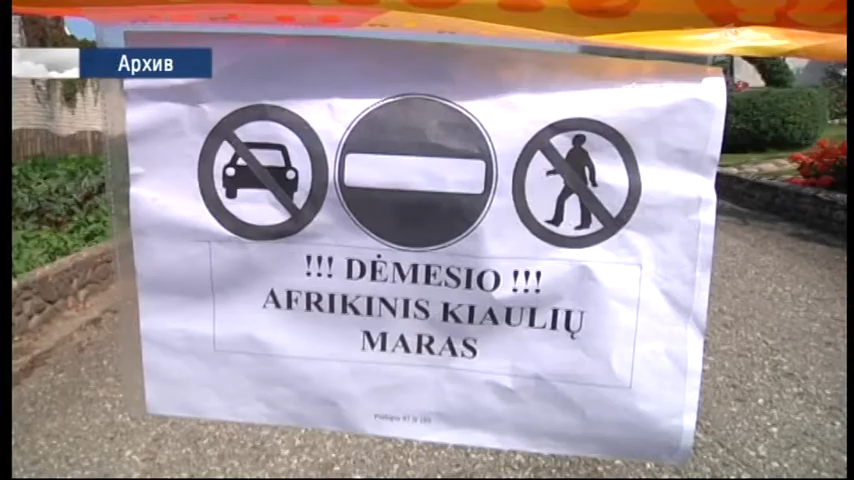 Архив
!!! DĖMESIO !!!
AFRIKINIS KIAULIŲ
MARAS